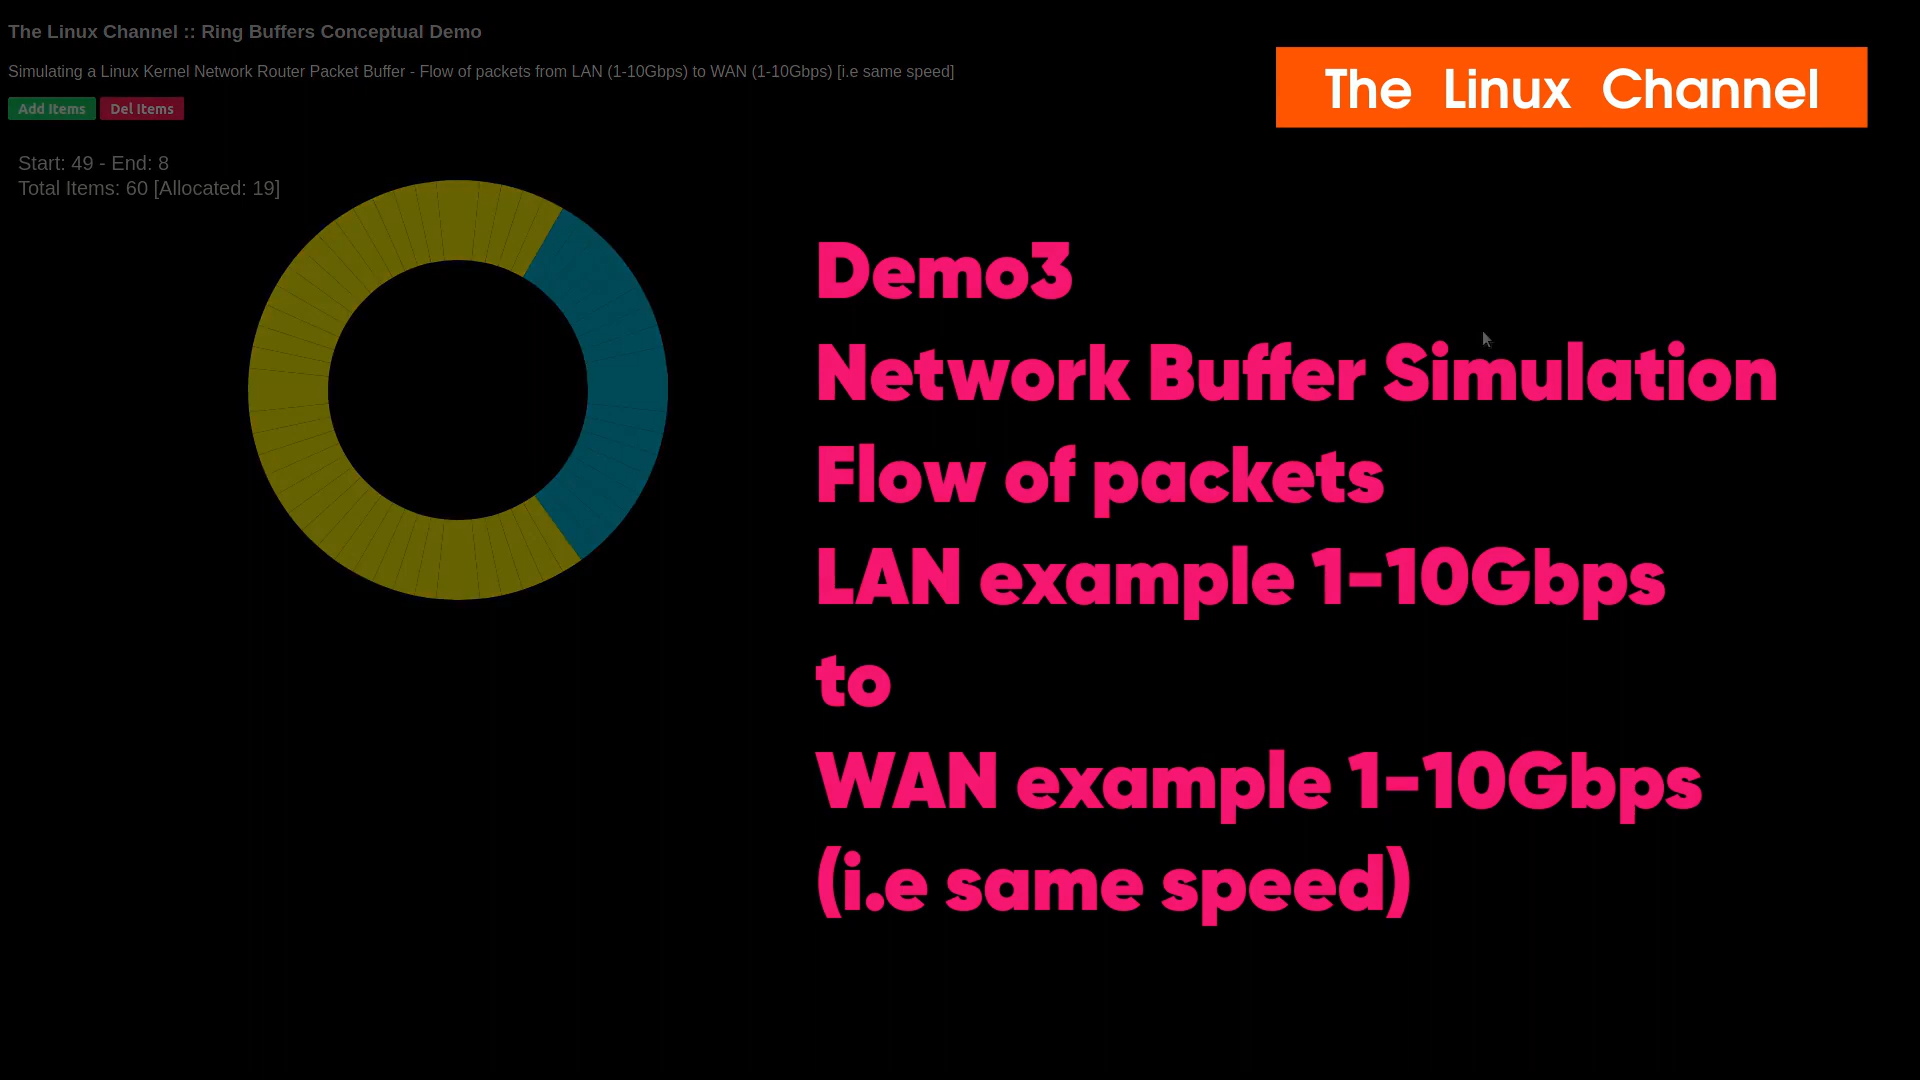 The Linux Channel :: Ring Buffers Conceptual Demo
Simulating a Linux Kernel Network Router Packet Buffer - Flow of packets from LAN (1-10Gbps) to WAN (1-10Gbps) [i.e same speed]
Add Items Del Items
Start: 49 - End: 8
Total Items: 60 [Allocated: 19]
The Linux Channel
Demo3
Network Buffer Simulation
Flow of packets
LAN example 1-10Gbps
to
WAN example 1-10Gbps
(i.e same speed)